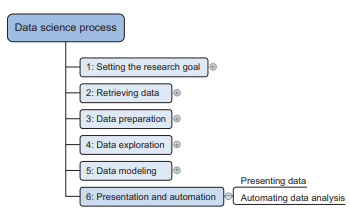 Data science process
1: Setting the research goal
2: Retrieving data
3: Data preparation
4: Data exploration
5: Data modeling
6: Presentation and automation
Presenting data
Automating data analysis